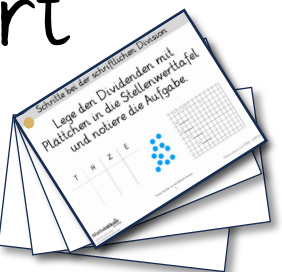 rt
Schritte bei der schriftlichen Division
Lege den Dividenden mit
Plättchen in die Stellenwerttafel
und notiere die Aufgabe.
T H Z E